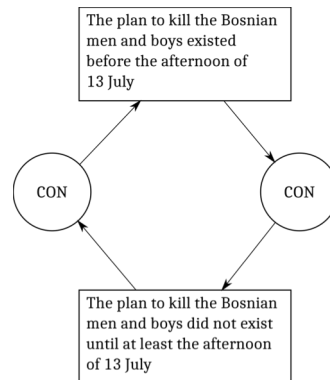 The plan to kill the Bosnian
men and boys existed
before the afternoon of
13 July
CON
CON
The plan to kill the Bosnian
men and boys did not exist
until at least the afternoon
of 13 July